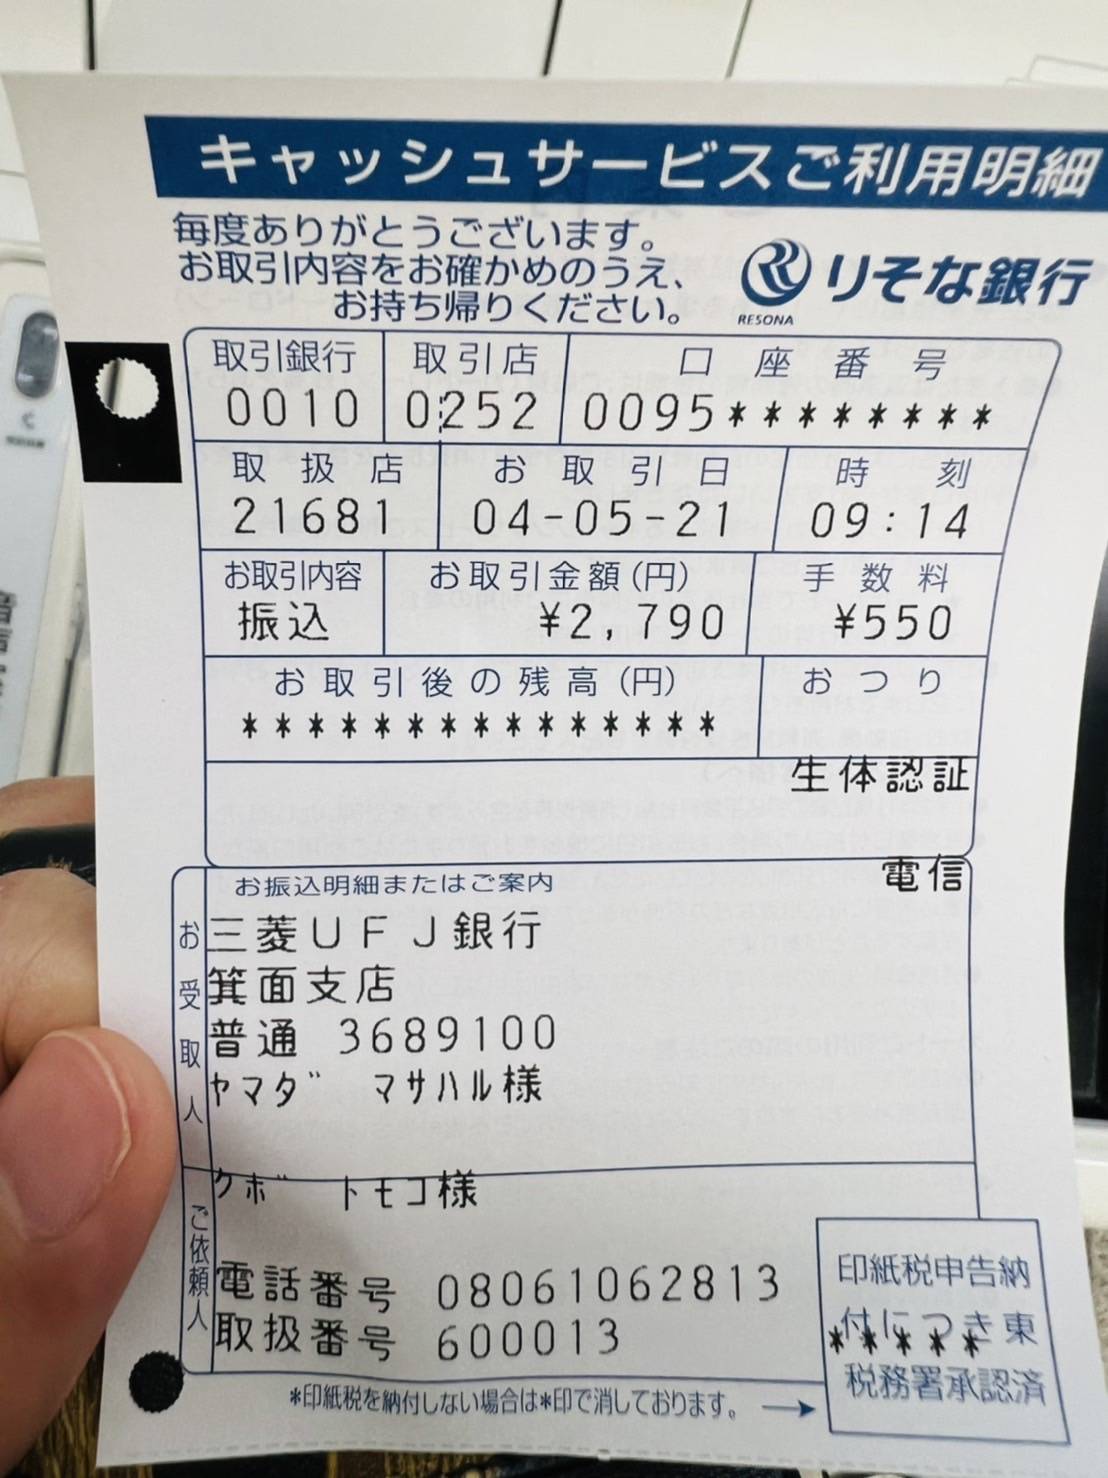 キャッシュサービスご利用明細
毎度ありがとうございます。
お取引内容をお確かめのうえ、
お持ち帰りください。
りそな銀行
RESONA
取引銀行 取引店 口座番号
0010 0252 0095********
取扱店 お取引日 時刻
21681 04-05-21 09:14
お取引内容 お取引金額(円) 手数料
振込 ¥2,790 ¥550
お取引後の残高(円) おつり
***************
生体認証
お振込明細またはご案内 電信
お受取人
三菱UFJ銀行
箕面支店
普通 3689100
ヤマダ マサハル様
ご依頼人
クボ トモコ様
電話番号 08061062813
取扱番号 600013
印紙税申告納
付につき東
*****
税務署承認済
*印紙税を納付しない場合は*印で消しております。